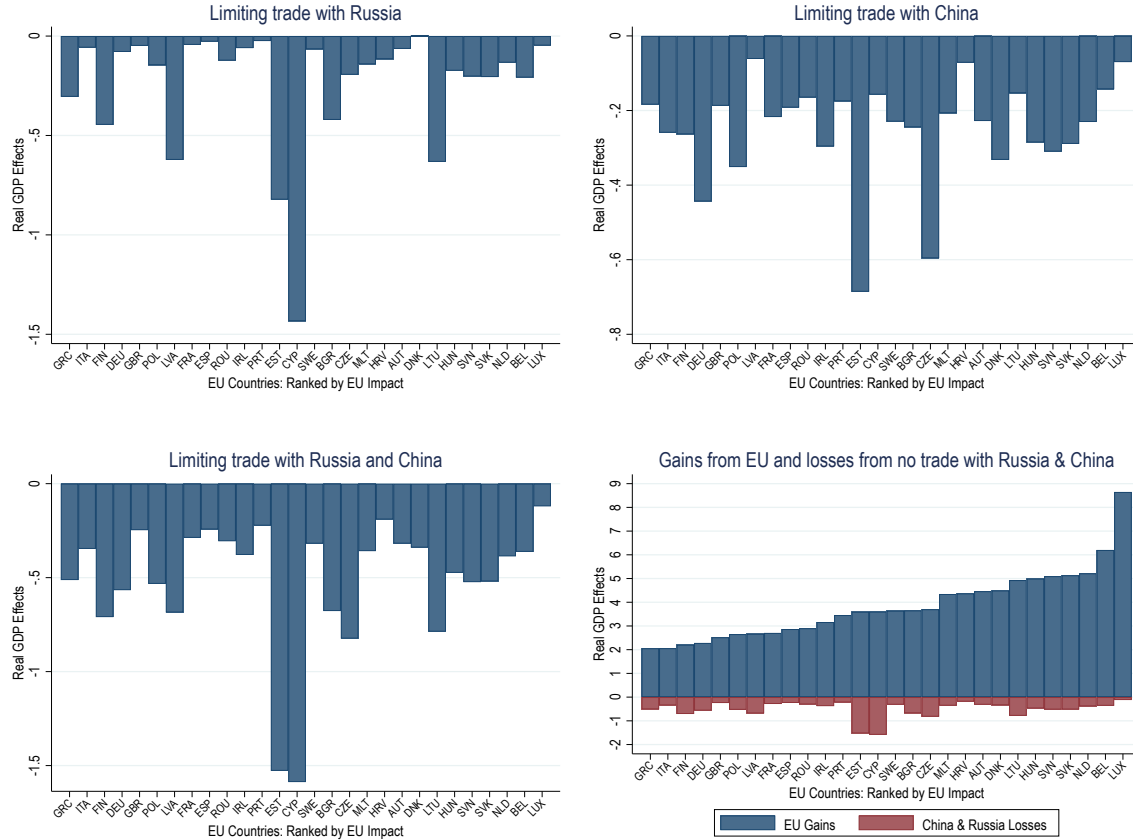 Limiting trade with Russia
Real GDP Effects
0
-.5
-1
-1.5
GRC ITA FIN DEU GBR POL LVA FRA ESP ROU IRL PRT EST CYP SWE BGR CZE MLT HRV AUT DNK LTU HUN SVN SVK NLD BEL LUX
EU Countries: Ranked by EU Impact
Limiting trade with China
Real GDP Effects
0
-.2
-.4
-.6
-.8
GRC ITA FIN DEU GBR POL LVA FRA ESP ROU IRL PRT EST CYP SWE BGR CZE MLT HRV AUT DNK LTU HUN SVN SVK NLD BEL LUX
EU Countries: Ranked by EU Impact
Limiting trade with Russia and China
Real GDP Effects
0
-.5
-1
-1.5
GRC ITA FIN DEU GBR POL LVA FRA ESP ROU IRL PRT EST CYP SWE BGR CZE MLT HRV AUT DNK LTU HUN SVN SVK NLD BEL LUX
EU Countries: Ranked by EU Impact
Gains from EU and losses from no trade with Russia & China
Real GDP Effects
9
8
7
6
5
4
3
2
1
0
-1
-2
GRC ITA FIN DEU GBR POL LVA FRA ESP ROU IRL PRT EST CYP SWE BGR CZE MLT HRV AUT DNK LTU HUN SVN SVK NLD BEL LUX
EU Countries: Ranked by EU Impact
EU Gains China & Russia Losses